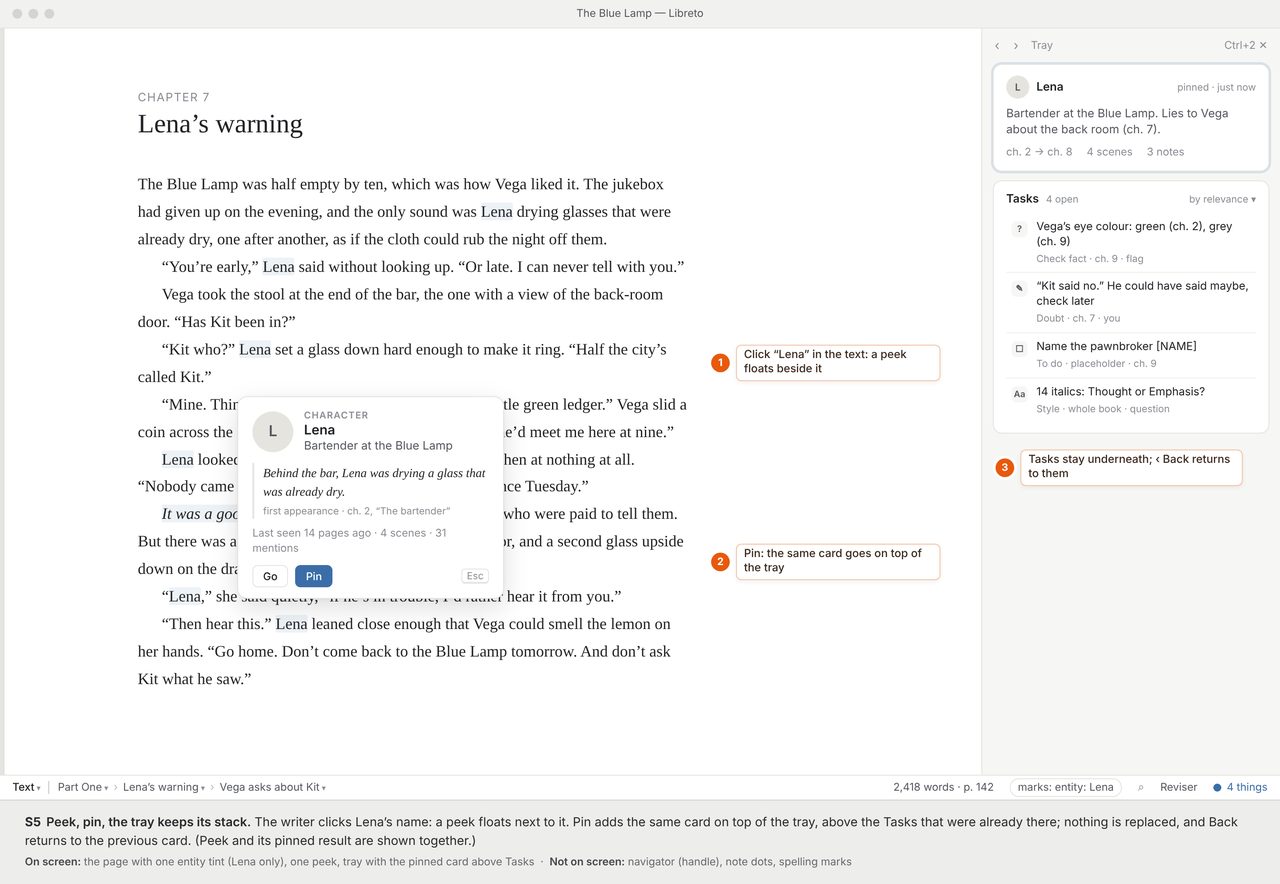 The Blue Lamp — Libreto
‹ › Tray Ctrl+2 ✕
CHAPTER 7
Lena’s warning
The Blue Lamp was half empty by ten, which was how Vega liked it. The jukebox
had given up on the evening, and the only sound was Lena drying glasses that were
already dry, one after another, as if the cloth could rub the night off them.
“You’re early,” Lena said without looking up. “Or late. I can never tell with you.”
Vega took the stool at the end of the bar, the one with a view of the back-room
door. “Has Kit been in?”
“Kit who?” Lena set a glass down hard enough to make it ring. “Half the city’s
called Kit.”
“Mine. Thin tle green ledger.” Vega slid a
coin across the e’d meet me here at nine.”
Lena looked hen at nothing at all.
“Nobody came nce Tuesday.”
It was a goo who were paid to tell them.
But there was a or, and a second glass upside
down on the dra
“Lena,” she said quietly, “if he’s in trouble, I’d rather hear it from you.”
“Then hear this.” Lena leaned close enough that Vega could smell the lemon on
her hands. “Go home. Don’t come back to the Blue Lamp tomorrow. And don’t ask
Kit what he saw.”
L
CHARACTER
Lena
Bartender at the Blue Lamp
Behind the bar, Lena was drying a glass that
was already dry.
first appearance · ch. 2, “The bartender”
Last seen 14 pages ago · 4 scenes · 31
mentions
Go Pin Esc
1 Click “Lena” in the text: a peek
floats beside it
2 Pin: the same card goes on top of
the tray
L Lena pinned · just now
Bartender at the Blue Lamp. Lies to Vega
about the back room (ch. 7).
ch. 2 → ch. 8 4 scenes 3 notes
Tasks 4 open by relevance ▾
? Vega’s eye colour: green (ch. 2), grey
(ch. 9)
Check fact · ch. 9 · flag
✎ “Kit said no.” He could have said maybe,
check later
Doubt · ch. 7 · you
☐ Name the pawnbroker [NAME]
To do · placeholder · ch. 9
Aa 14 italics: Thought or Emphasis?
Style · whole book · question
3 Tasks stay underneath; ‹ Back returns
to them
Text ▾ Part One ▾ › Lena’s warning ▾ › Vega asks about Kit ▾ 2,418 words · p. 142 marks: entity: Lena ⌕ Reviser 4 things
S5 Peek, pin, the tray keeps its stack. The writer clicks Lena’s name: a peek floats next to it. Pin adds the same card on top of the tray, above the Tasks that were already there; nothing is replaced, and Back
returns to the previous card. (Peek and its pinned result are shown together.)
On screen: the page with one entity tint (Lena only), one peek, tray with the pinned card above Tasks · Not on screen: navigator (handle), note dots, spelling marks